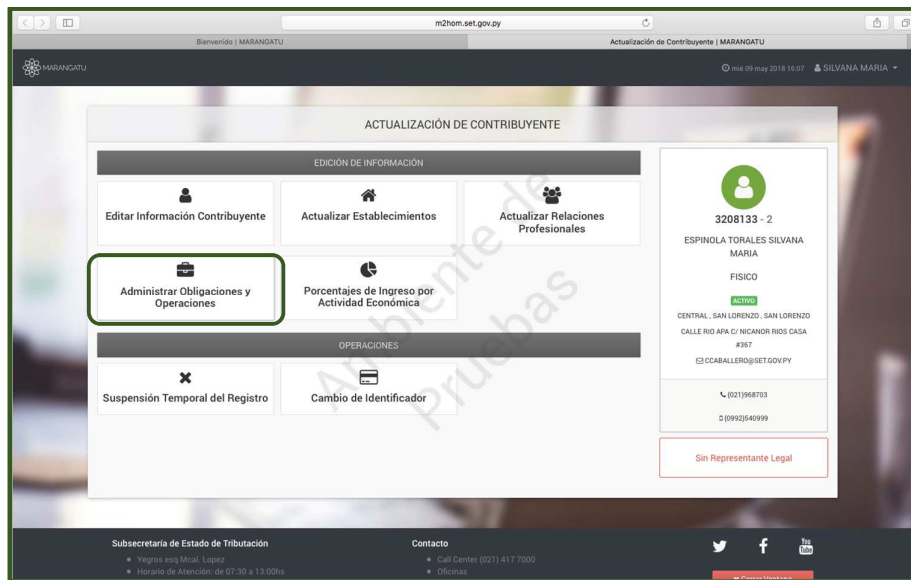 m2hom.set.gov.py
Bienvenido | MARANGATU
Actualización de Contribuyente | MARANGATU
MARANGATU
mié 09 may 2018 16:07
SILVANA MARIA
ACTUALIZACIÓN DE CONTRIBUYENTE
EDICIÓN DE INFORMACIÓN
Editar Información Contribuyente
Actualizar Establecimientos
Actualizar Relaciones
Profesionales
Administrar Obligaciones y
Operaciones
Porcentajes de Ingreso por
Actividad Económica
OPERACIONES
Suspensión Temporal del Registro
Cambio de Identificador
Ambiente de
Pruebas
3208133 - 2
ESPINOLA TORALES SILVANA
MARIA
FISICO
ACTIVO
CENTRAL , SAN LORENZO , SAN LORENZO
CALLE RIO APA C/ NICANOR RIOS CASA
#367
CCABALLERO@SET.GOV.PY
(021)968703
(0992)540999
Sin Representante Legal
Subsecretaría de Estado de Tributación
Yegros esq Mcal. Lopez
Horario de Atención: de 07:30 a 13:00hs
Contacto
Call Center (021) 417 7000
Oficinas
You
Tube
Cerrar Ventana